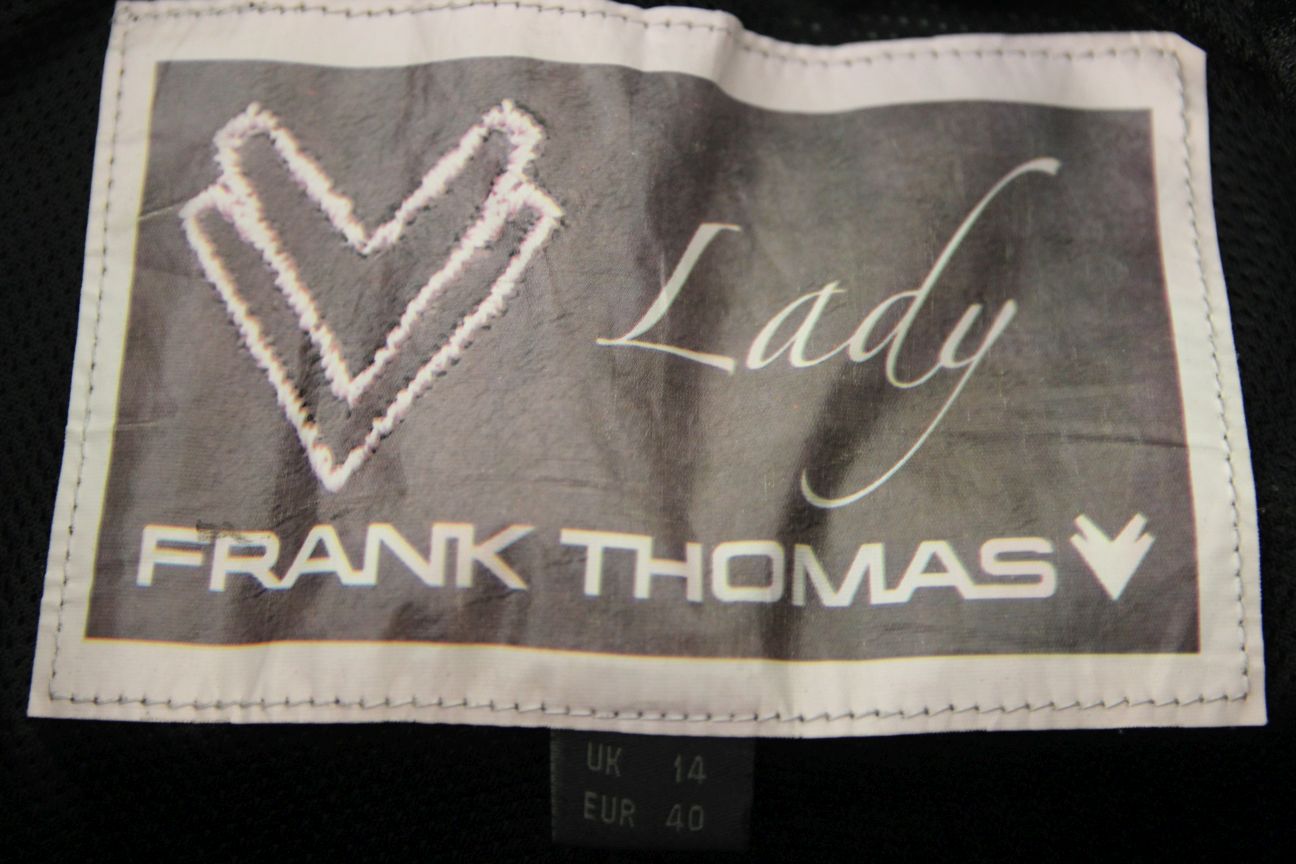 Lady
FRANK THOMAS
UK 14
EUR 40